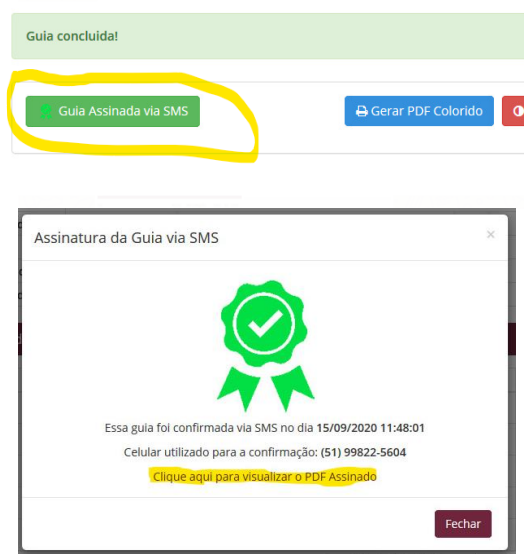 Guia concluida!
Guia Assinada via SMS
Gerar PDF Colorido
Assinatura da Guia via SMS
×
Essa guia foi confirmada via SMS no dia 15/09/2020 11:48:01
Celular utilizado para a confirmação: (51) 99822-5604
Clique aqui para visualizar o PDF Assinado
Fechar